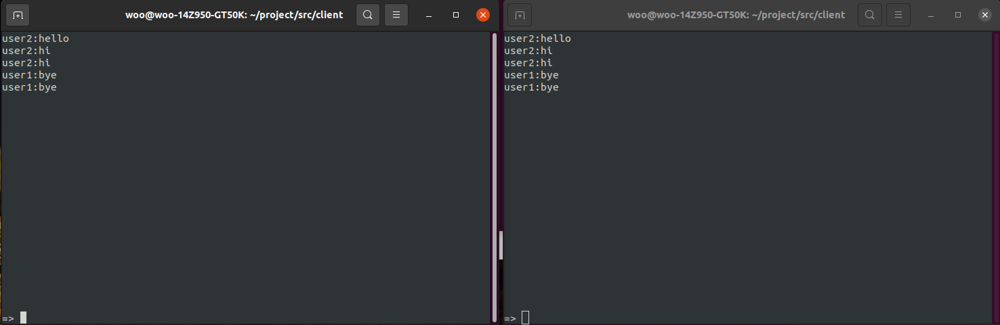 woo@woo-14Z950-GT50K: ~/project/src/client
user2:hello
user2:hi
user2:hi
user1:bye
user1:bye
=>
woo@woo-14Z950-GT50K: ~/project/src/client
user2:hello
user2:hi
user2:hi
user1:bye
user1:bye
=>